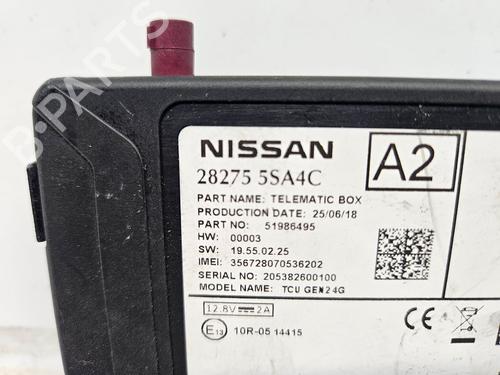 NISSAN
28275 5SA4C
A2
PART NAME: TELEMATIC BOX
PRODUCTION DATE: 25/06/18
PART NO: 51986495
HW: 00003
SW: 19.55.02.25
IMEI: 356728070536202
SERIAL NO: 205382600100
MODEL NAME: TCU GEN2 4G
12.8V 2A
E13 10R-05 14415
CE
B-PARTS